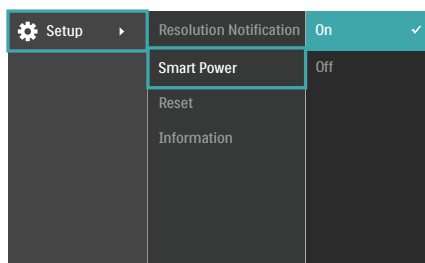 Setup
Resolution Notification
Smart Power
Reset
Information
On
Off